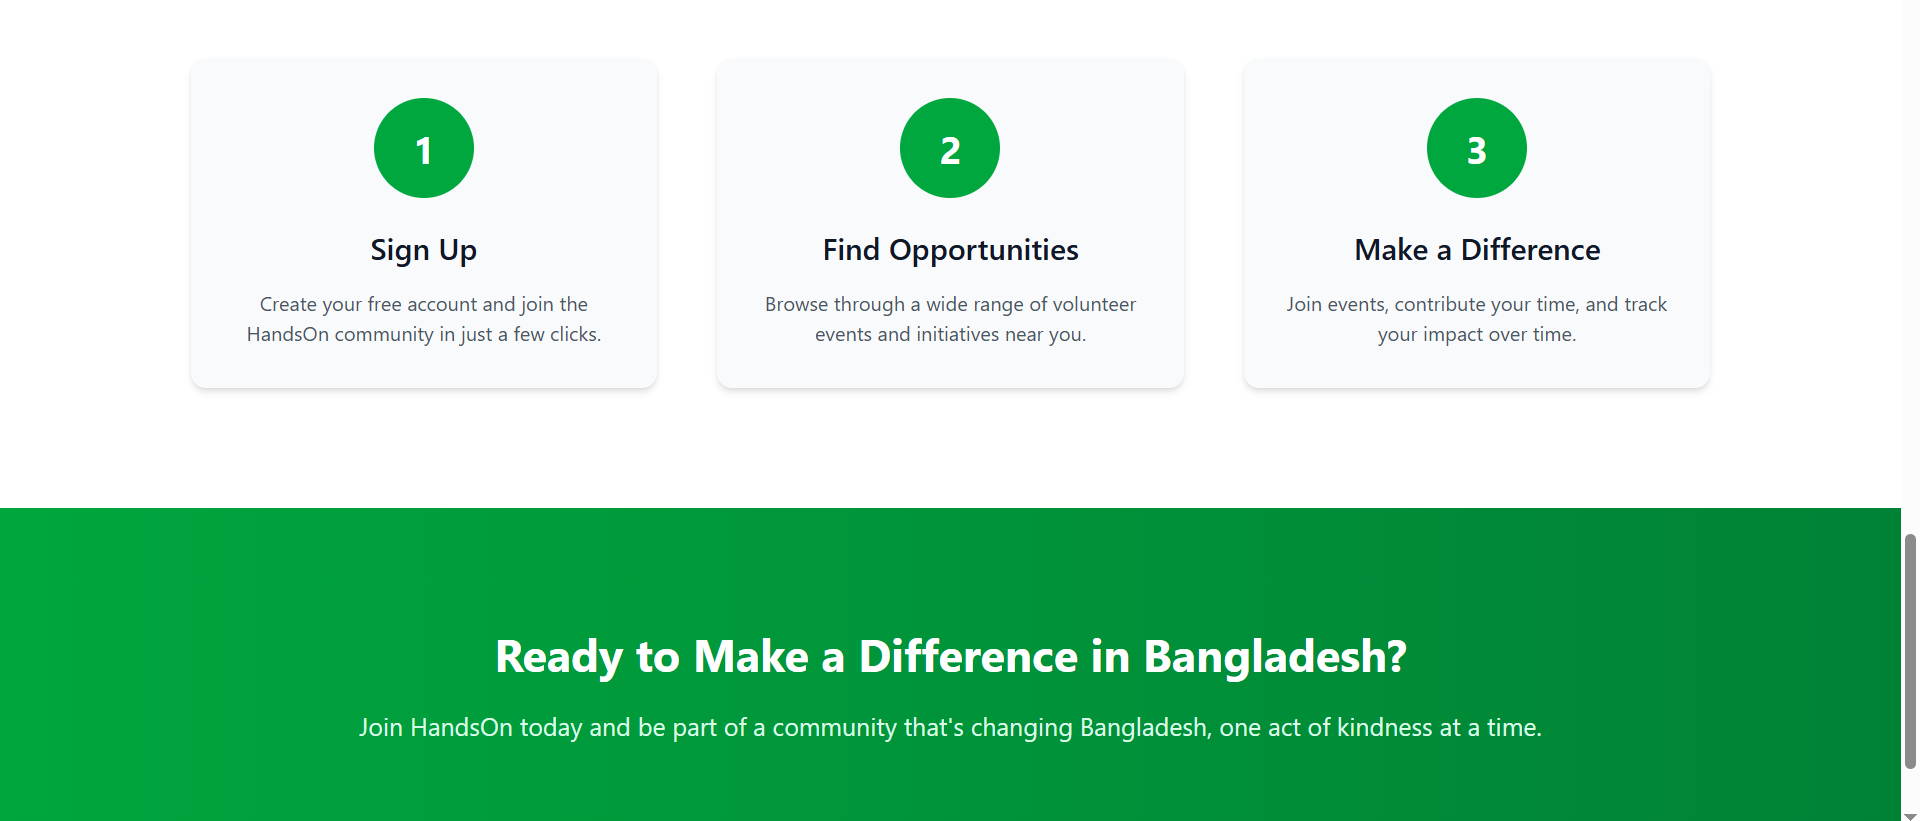 1
Sign Up
Create your free account and join the
HandsOn community in just a few clicks.
2
Find Opportunities
Browse through a wide range of volunteer
events and initiatives near you.
3
Make a Difference
Join events, contribute your time, and track
your impact over time.
Ready to Make a Difference in Bangladesh?
Join HandsOn today and be part of a community that's changing Bangladesh, one act of kindness at a time.